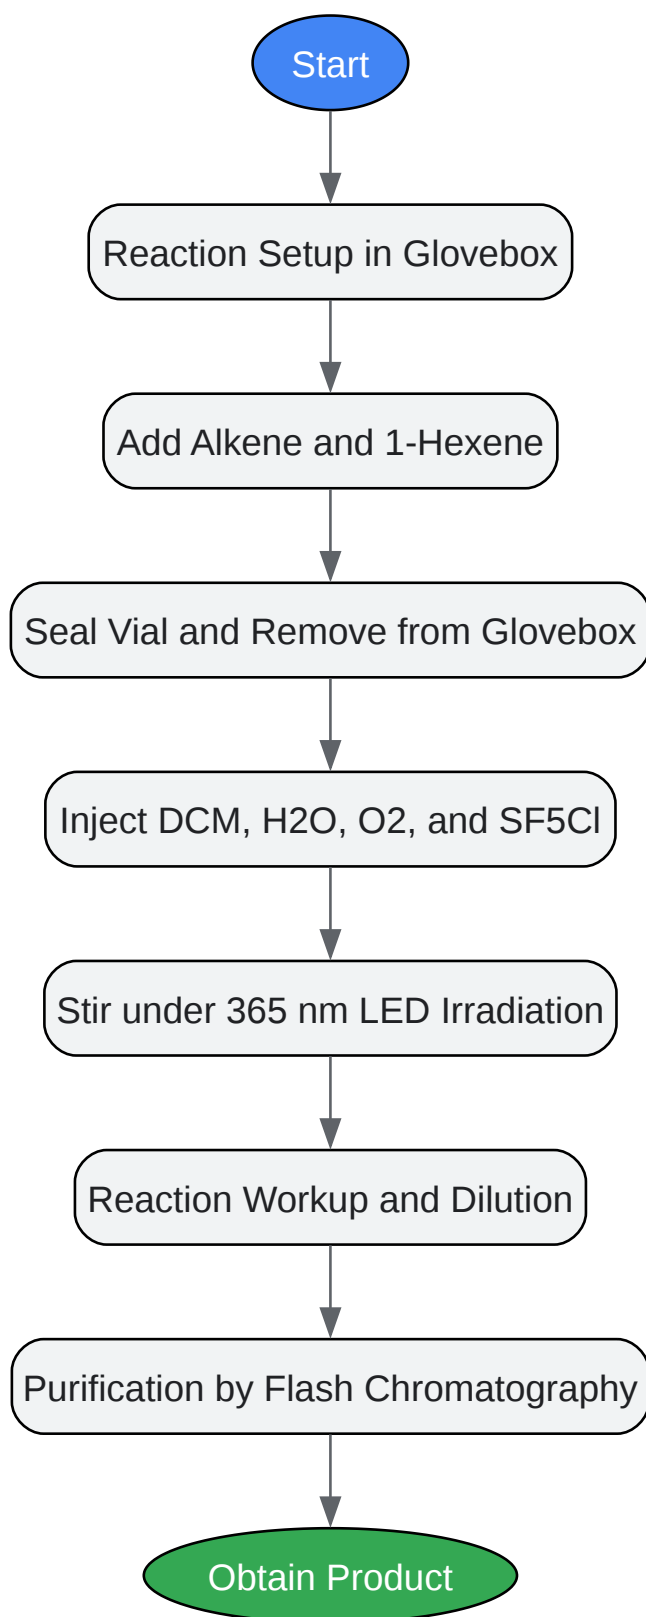 Start
Reaction Setup in Glovebox
Add Alkene and 1-Hexene
Seal Vial and Remove from Glovebox
Inject DCM, H2O, O2, and SF5Cl
Stir under 365 nm LED Irradiation
Reaction Workup and Dilution
Purification by Flash Chromatography
Obtain Product